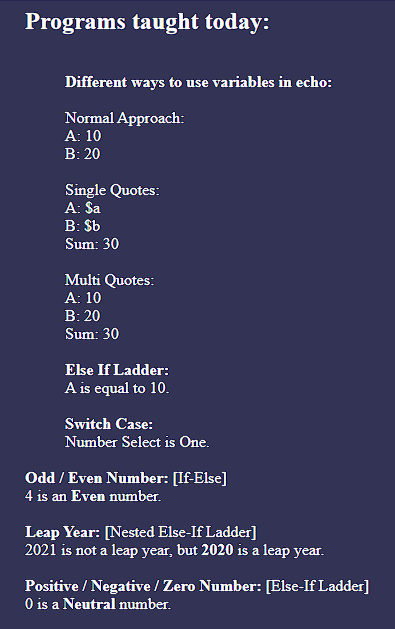 Programs taught today:
Different ways to use variables in echo:
Normal Approach:
A: 10
B: 20
Single Quotes:
A: $a
B: $b
Sum: 30
Multi Quotes:
A: 10
B: 20
Sum: 30
Else If Ladder:
A is equal to 10.
Switch Case:
Number Select is One.
Odd / Even Number: [If-Else]
4 is an Even number.
Leap Year: [Nested Else-If Ladder]
2021 is not a leap year, but 2020 is a leap year.
Positive / Negative / Zero Number: [Else-If Ladder]
0 is a Neutral number.